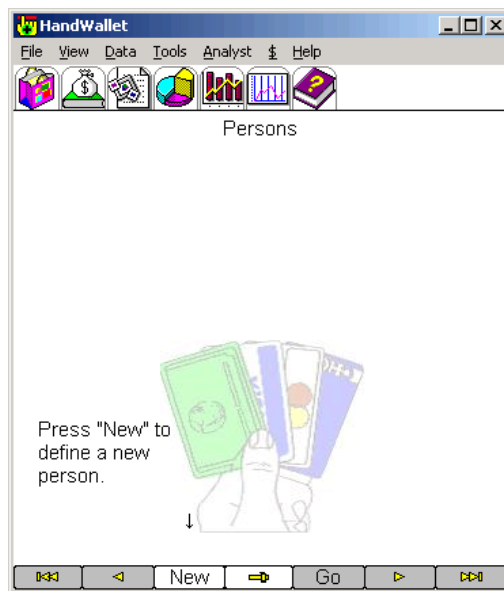 HandWallet
File View Data Tools Analyst $ Help
Persons
Press "New" to
define a new
person.
New
Go